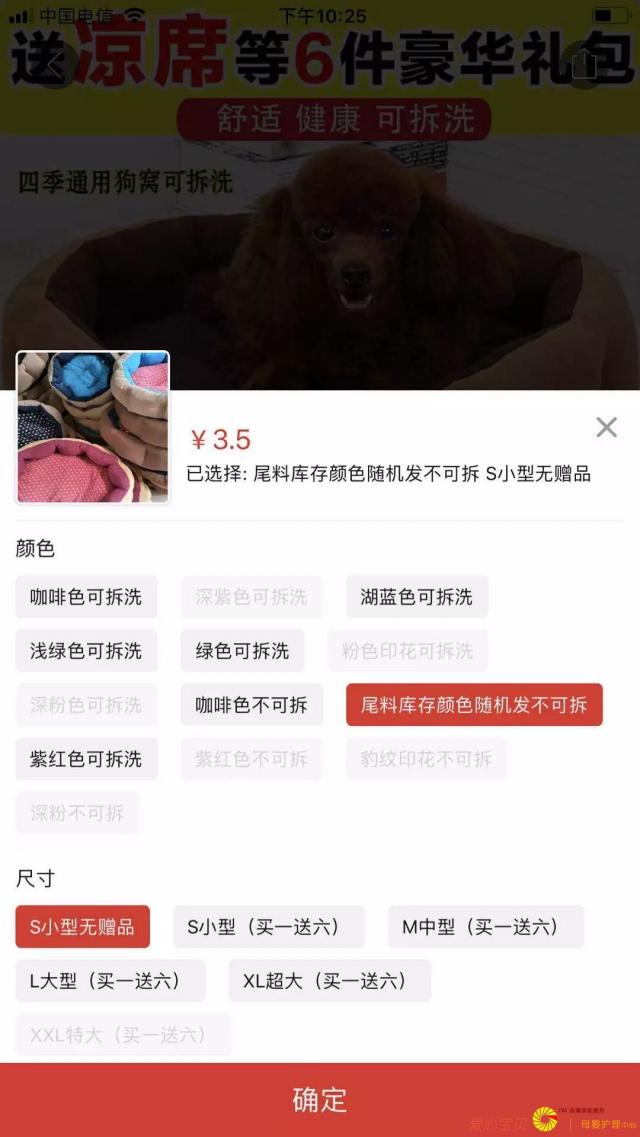 中国电信
下午10:25
送凉席等6件豪华礼包
舒适 健康 可拆洗
四季通用狗窝可拆洗
¥ 3.5
已选择: 尾料库存颜色随机发不可拆 S小型无赠品
颜色
咖啡色可拆洗 深紫色可拆洗 湖蓝色可拆洗
浅绿色可拆洗 绿色可拆洗 粉色印花可拆洗
深粉色可拆洗 咖啡色不可拆 尾料库存颜色随机发不可拆
紫红色可拆洗 紫红色不可拆 豹纹印花不可拆
深粉不可拆
尺寸
S小型无赠品 S小型（买一送六） M中型（买一送六）
L大型（买一送六） XL超大（买一送六）
XXL特大（买一送六）
确定
爱心宝贝
母婴护理中心